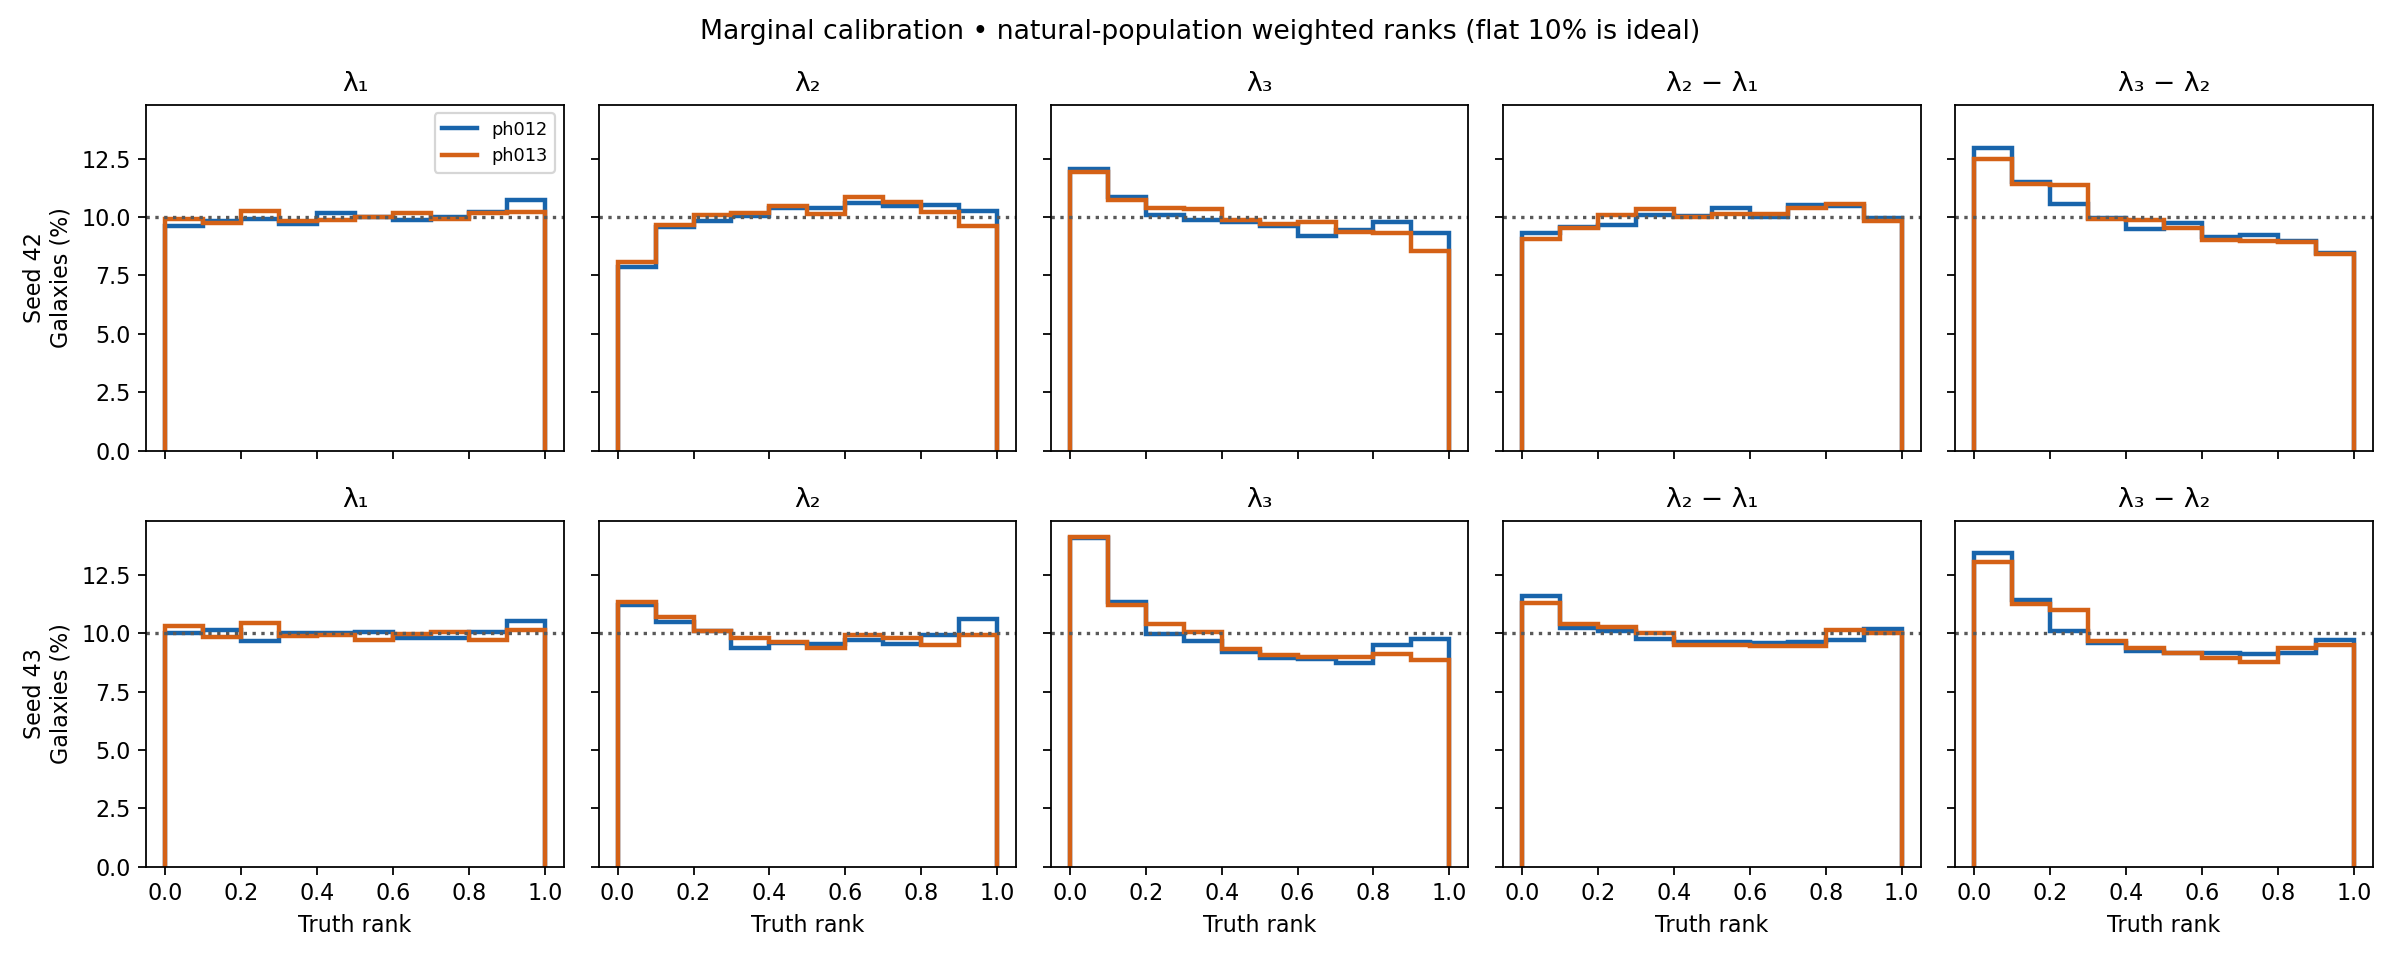 Marginal calibration • natural-population weighted ranks (flat 10% is ideal)
λ₁ λ₂ λ₃ λ₂ − λ₁ λ₃ − λ₂
ph012
ph013
Seed 42
Galaxies (%)
12.5
10.0
7.5
5.0
2.5
0.0
λ₁ λ₂ λ₃ λ₂ − λ₁ λ₃ − λ₂
Seed 43
Galaxies (%)
12.5
10.0
7.5
5.0
2.5
0.0
0.0 0.2 0.4 0.6 0.8 1.0 0.0 0.2 0.4 0.6 0.8 1.0 0.0 0.2 0.4 0.6 0.8 1.0 0.0 0.2 0.4 0.6 0.8 1.0 0.0 0.2 0.4 0.6 0.8 1.0
Truth rank Truth rank Truth rank Truth rank Truth rank